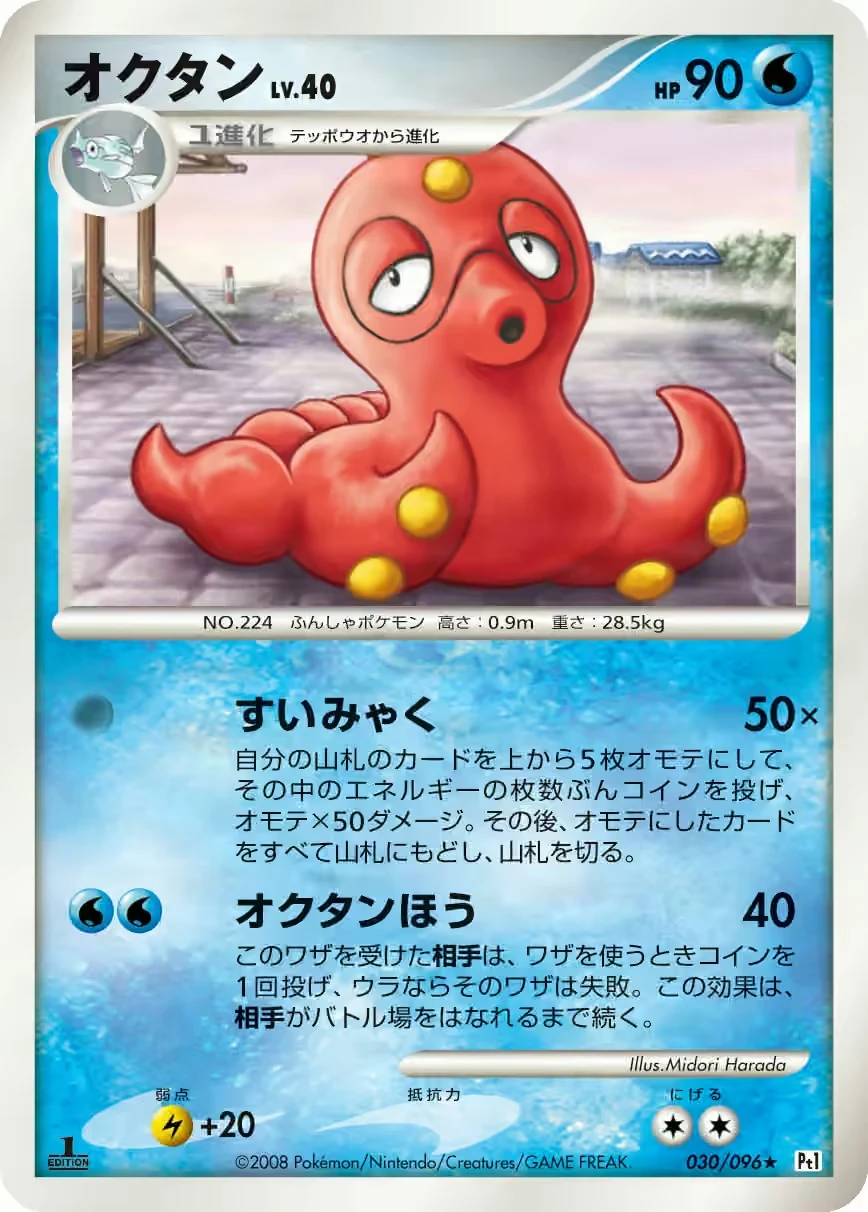 オクタン LV.40 HP 90
1進化 テッポウオから進化
NO.224 ふんしゃポケモン 高さ：0.9m 重さ：28.5kg
すいみゃく 50×
自分の山札のカードを上から5枚オモテにして、
その中のエネルギーの枚数ぶんコインを投げ、
オモテ×50ダメージ。その後、オモテにしたカード
をすべて山札にもどし、山札を切る。
オクタンほう 40
このワザを受けた相手は、ワザを使うときコインを
1回投げ、ウラならそのワザは失敗。この効果は、
相手がバトル場をはなれるまで続く。
Illus.Midori Harada
弱点 抵抗力 にげる
+20
1 EDITION
©2008 Pokémon/Nintendo/Creatures/GAME FREAK.
030/096★ Pt1